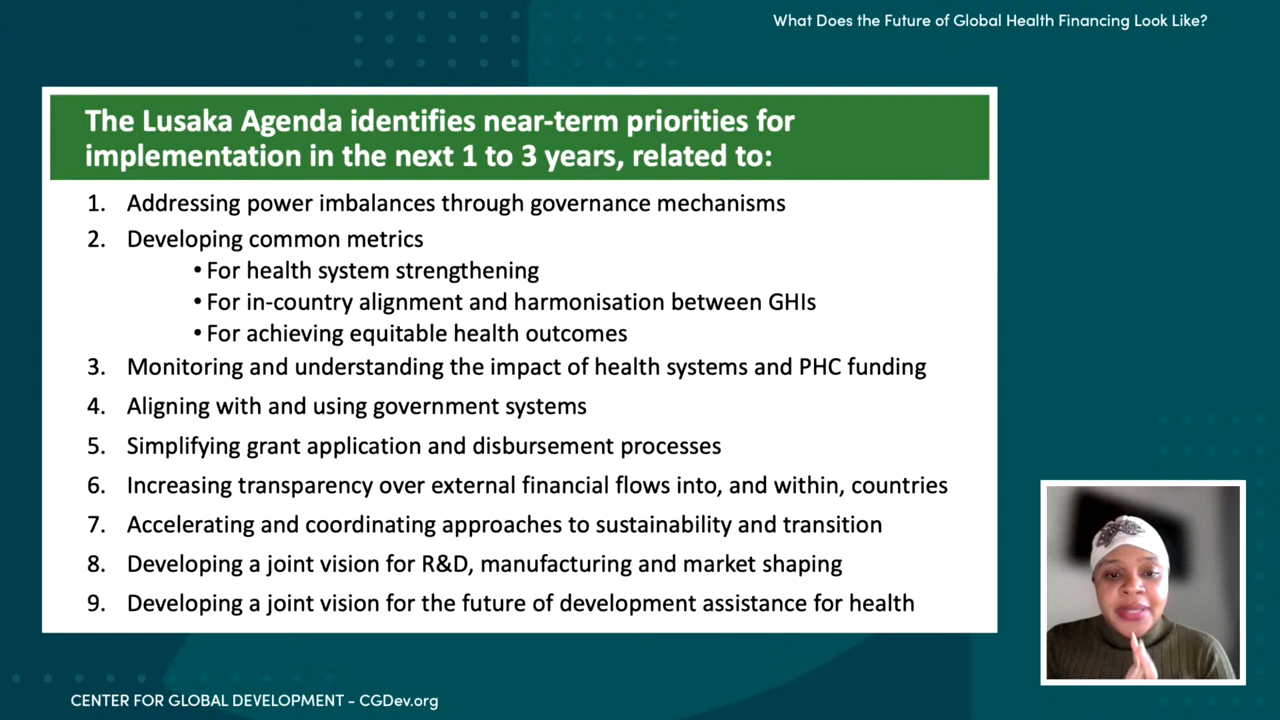 What Does the Future of Global Health Financing Look Like?
The Lusaka Agenda identifies near-term priorities for
implementation in the next 1 to 3 years, related to:
1. Addressing power imbalances through governance mechanisms
2. Developing common metrics
• For health system strengthening
• For in-country alignment and harmonisation between GHIs
• For achieving equitable health outcomes
3. Monitoring and understanding the impact of health systems and PHC funding
4. Aligning with and using government systems
5. Simplifying grant application and disbursement processes
6. Increasing transparency over external financial flows into, and within, countries
7. Accelerating and coordinating approaches to sustainability and transition
8. Developing a joint vision for R&D, manufacturing and market shaping
9. Developing a joint vision for the future of development assistance for health
CENTER FOR GLOBAL DEVELOPMENT - CGDev.org